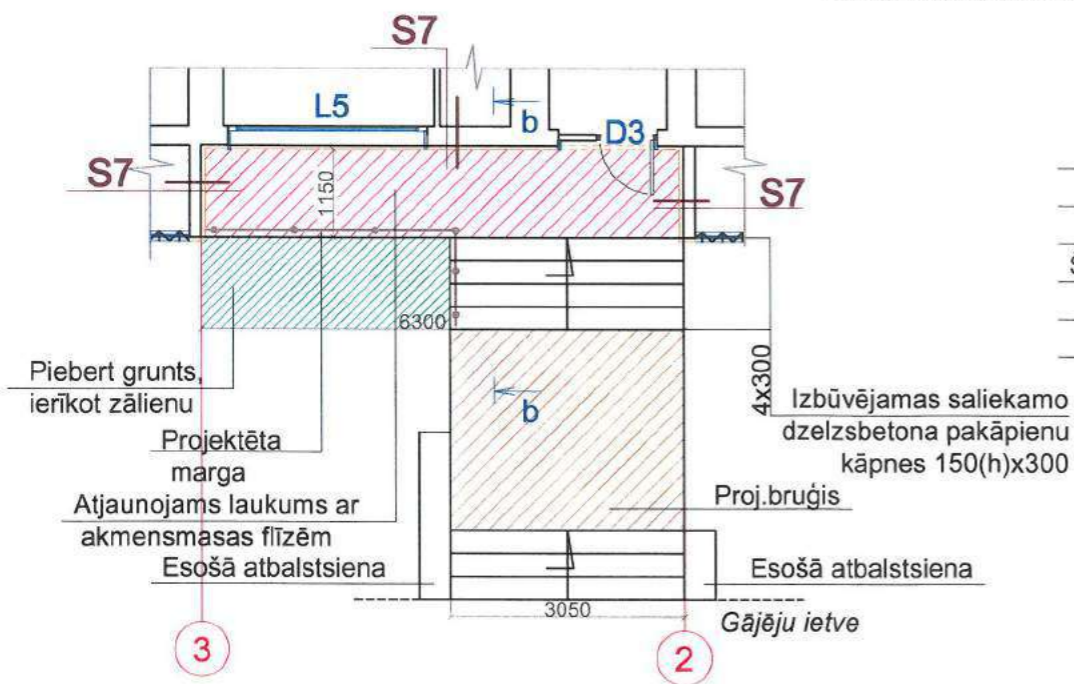 S7
L5
b
D3
S7
1150
S7
6300
Piebert grunts,
ierīkot zālienu
4x300
b
Izbūvējamas saliekamo
dzelzsbetona pakāpienu
kāpnes 150(h)x300
Projektēta
marga
Proj.bruģis
Atjaunojams laukums ar
akmensmasas flīzēm
Esošā atbalstsiena
Esošā atbalstsiena
3050
Gājēju ietve
3
2